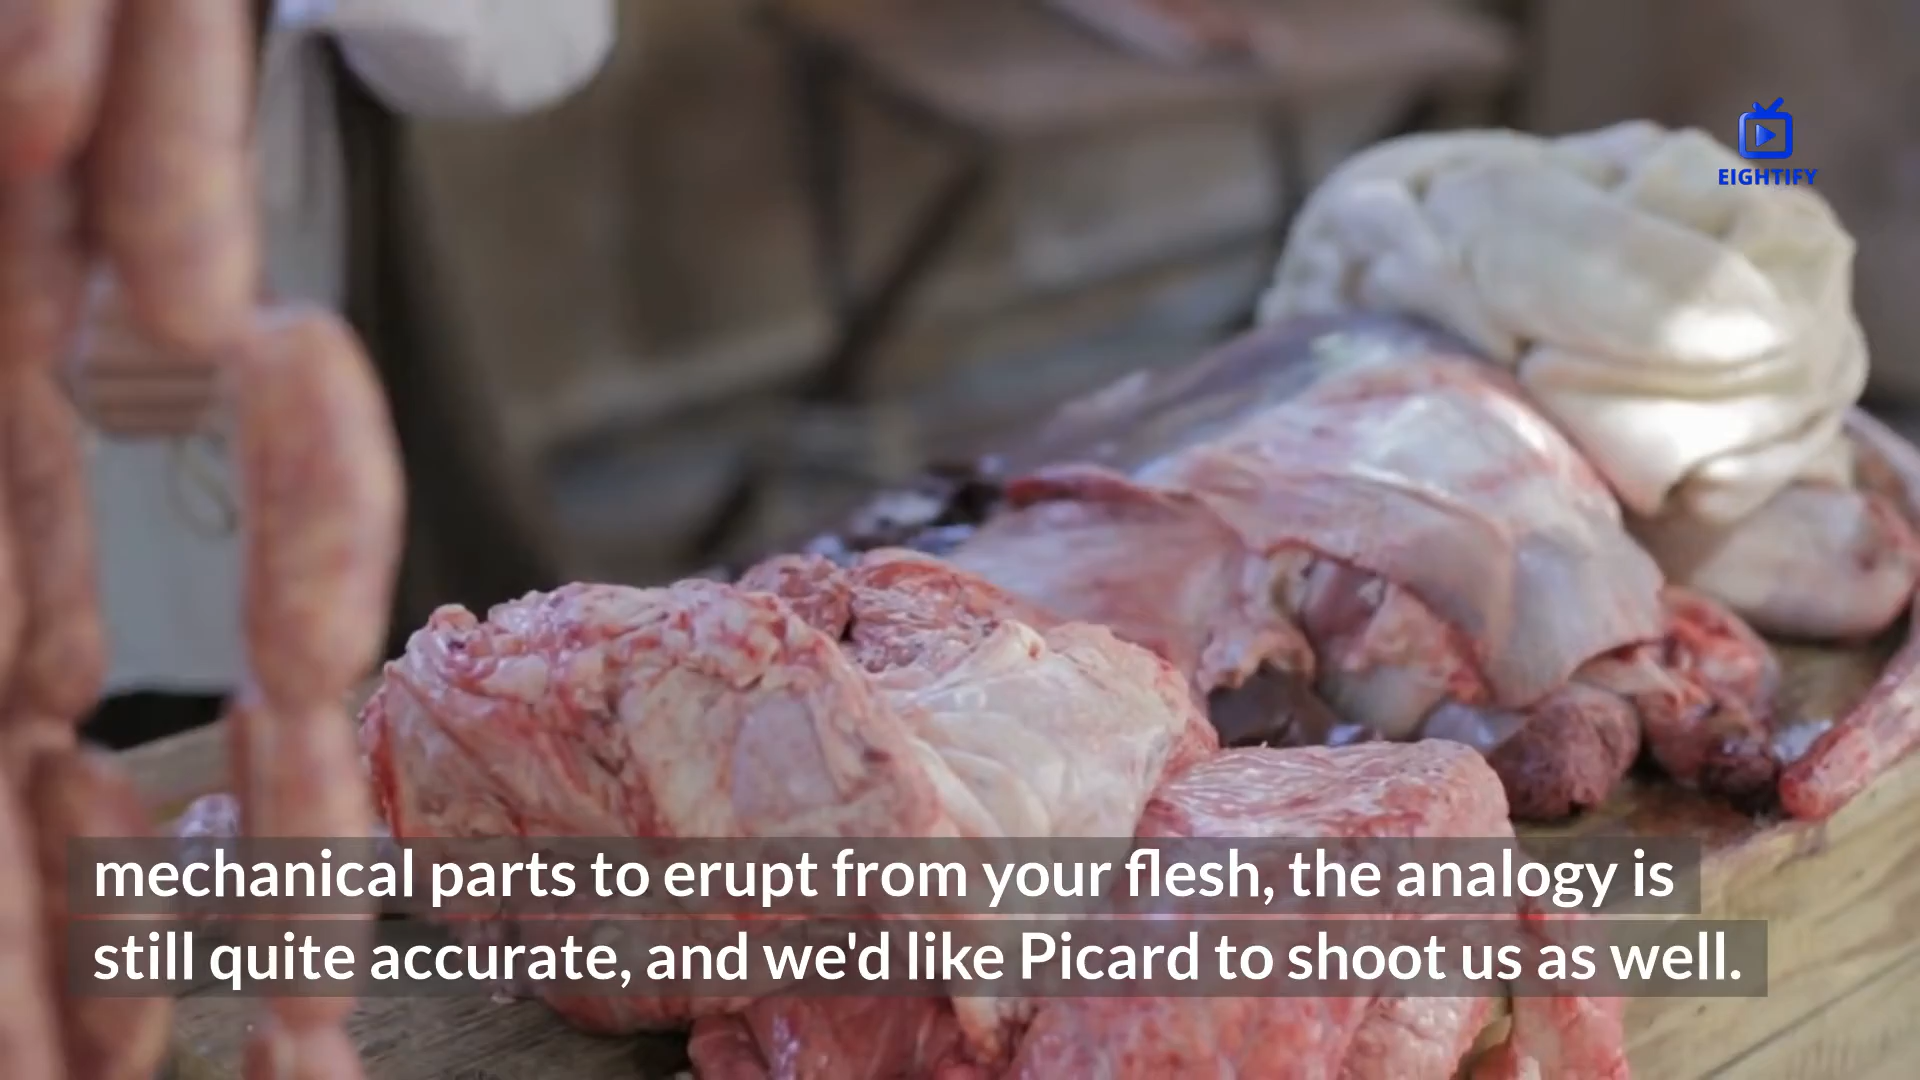 EIGHTIFY
mechanical parts to erupt from your flesh, the analogy is
still quite accurate, and we'd like Picard to shoot us as well.